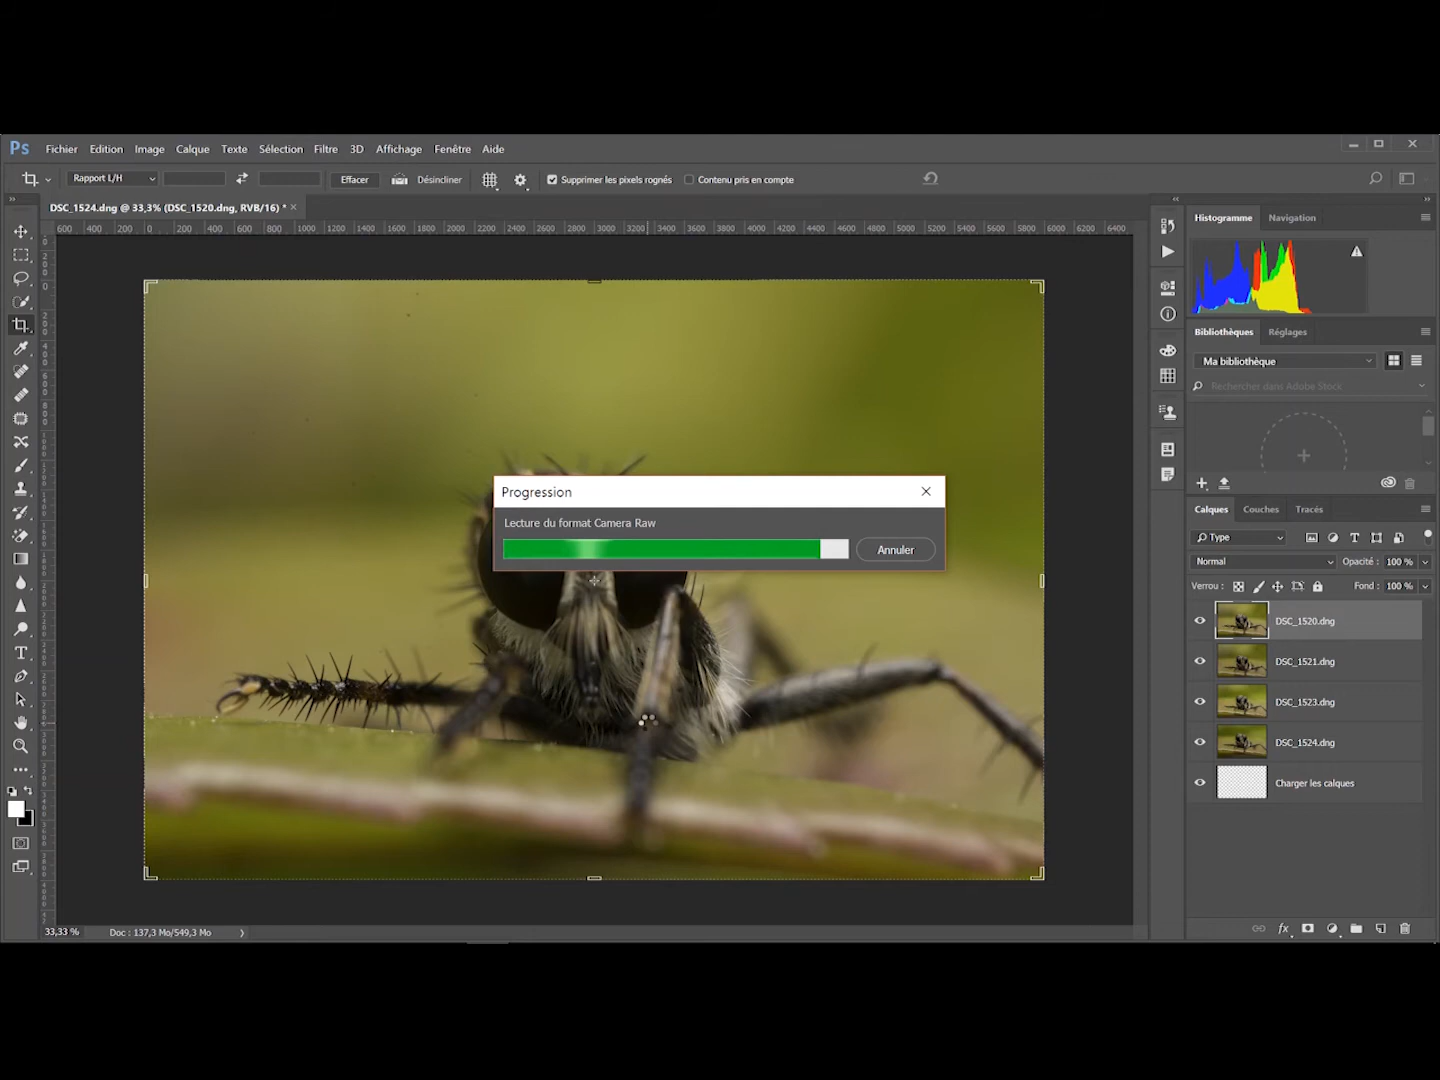 Ps Fichier Edition Image Calque Texte Sélection Filtre 3D Affichage Fenêtre Aide
Rapport L/H Effacer Désincliner Supprimer les pixels rognés Contenu pris en compte
DSC_1524.dng @ 33,3% (DSC_1520.dng, RVB/16) * ×
600 400 200 0 200 400 600 800 1000 1200 1400 1600 1800 2000 2200 2400 2600 2800 3000 3200 3400 3600 3800 4000 4200 4400 4600 4800 5000 5200 5400 5600 5800 6000 6200 6400
Histogramme Navigation
Bibliothèques Réglages
Ma bibliothèque
Rechercher dans Adobe Stock
Progression
Lecture du format Camera Raw
Annuler
Calques Couches Tracés
Type
Normal Opacité : 100 %
Verrou : Fond : 100 %
DSC_1520.dng
DSC_1521.dng
DSC_1523.dng
DSC_1524.dng
Charger les calques
fx
33,33 % Doc : 137,3 Mo/549,3 Mo